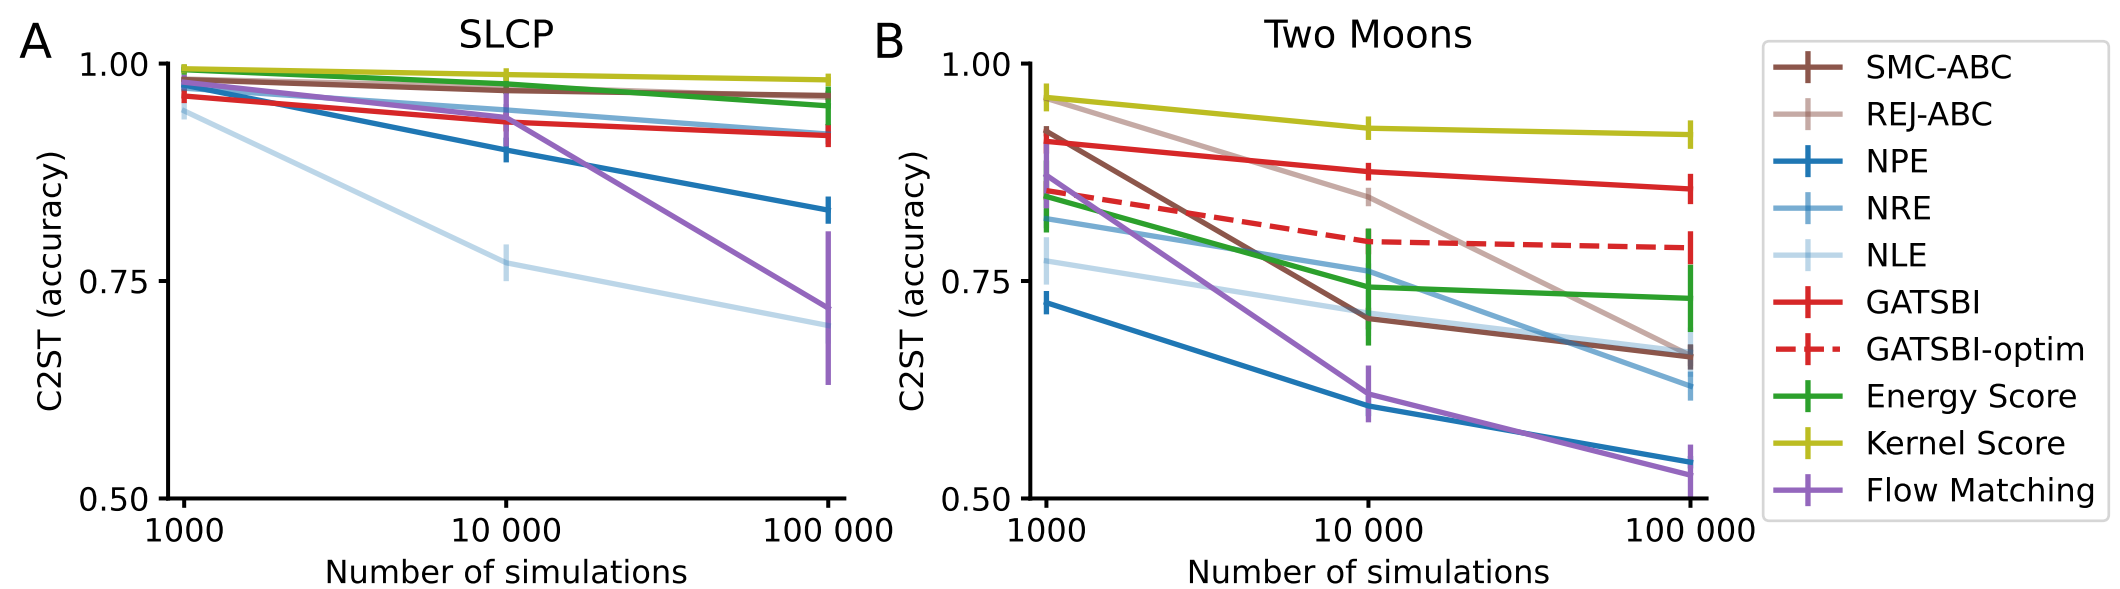 A
SLCP
1.00
0.75
0.50
C2ST (accuracy)
1000
10 000
100 000
Number of simulations
B
Two Moons
1.00
0.75
0.50
C2ST (accuracy)
1000
10 000
100 000
Number of simulations
SMC-ABC
REJ-ABC
NPE
NRE
NLE
GATSBI
GATSBI-optim
Energy Score
Kernel Score
Flow Matching